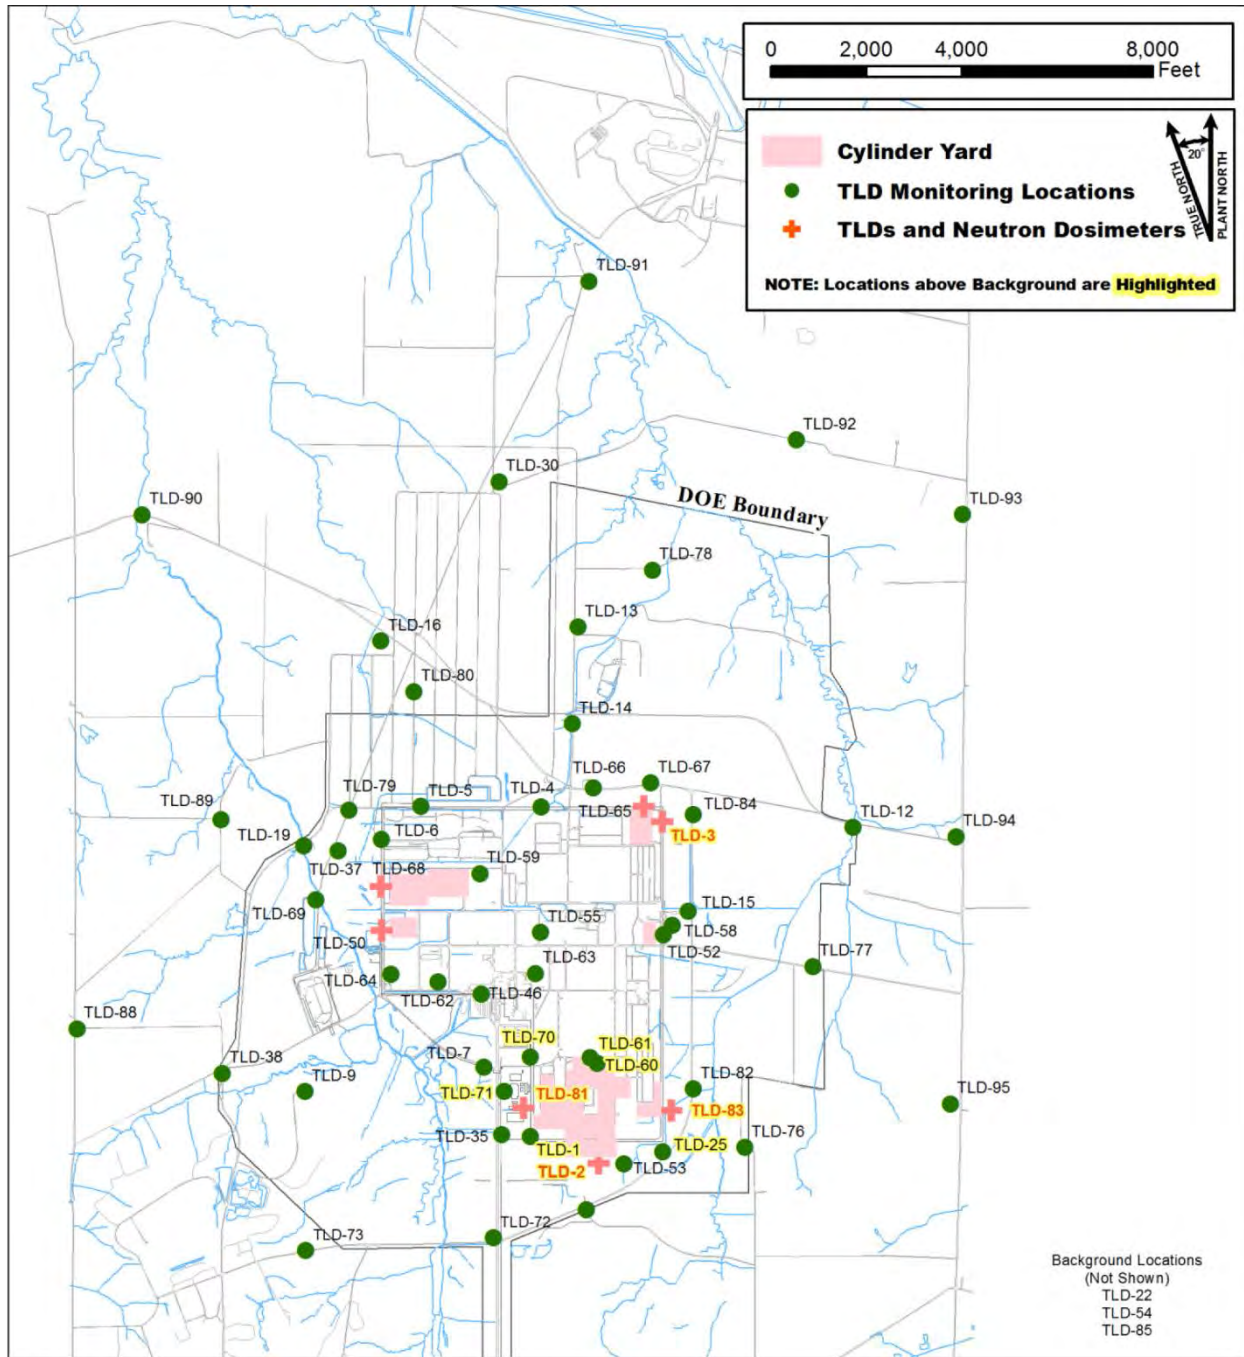 0 2,000 4,000 8,000
Feet
Cylinder Yard
TLD Monitoring Locations
TLDs and Neutron Dosimeters
NOTE: Locations above Background are Highlighted
20°
TRUE NORTH
PLANT NORTH
TLD-91
TLD-92
TLD-30
TLD-90
DOE Boundary
TLD-93
TLD-78
TLD-13
TLD-16
TLD-80
TLD-14
TLD-66
TLD-67
TLD-79
TLD-5
TLD-4
TLD-89
TLD-65
TLD-84
TLD-12
TLD-94
TLD-19
TLD-6
TLD-3
TLD-59
TLD-37
TLD-68
TLD-69
TLD-15
TLD-55
TLD-58
TLD-50
TLD-52
TLD-63
TLD-77
TLD-64
TLD-62
TLD-46
TLD-88
TLD-70
TLD-61
TLD-7
TLD-60
TLD-38
TLD-9
TLD-82
TLD-71
TLD-81
TLD-95
TLD-83
TLD-35
TLD-76
TLD-1
TLD-25
TLD-53
TLD-2
TLD-72
TLD-73
Background Locations
(Not Shown)
TLD-22
TLD-54
TLD-85